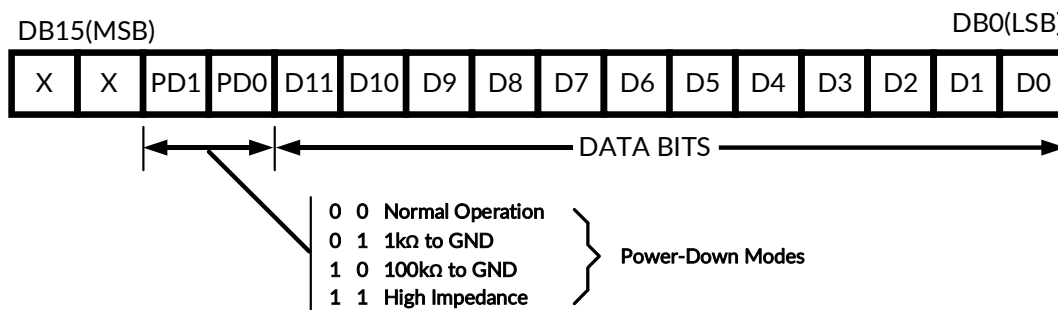 DB15(MSB)
DB0(LSB)
X X PD1 PD0 D11 D10 D9 D8 D7 D6 D5 D4 D3 D2 D1 D0
DATA BITS
0 0 Normal Operation
0 1 1kΩ to GND
1 0 100kΩ to GND
1 1 High Impedance
Power-Down Modes